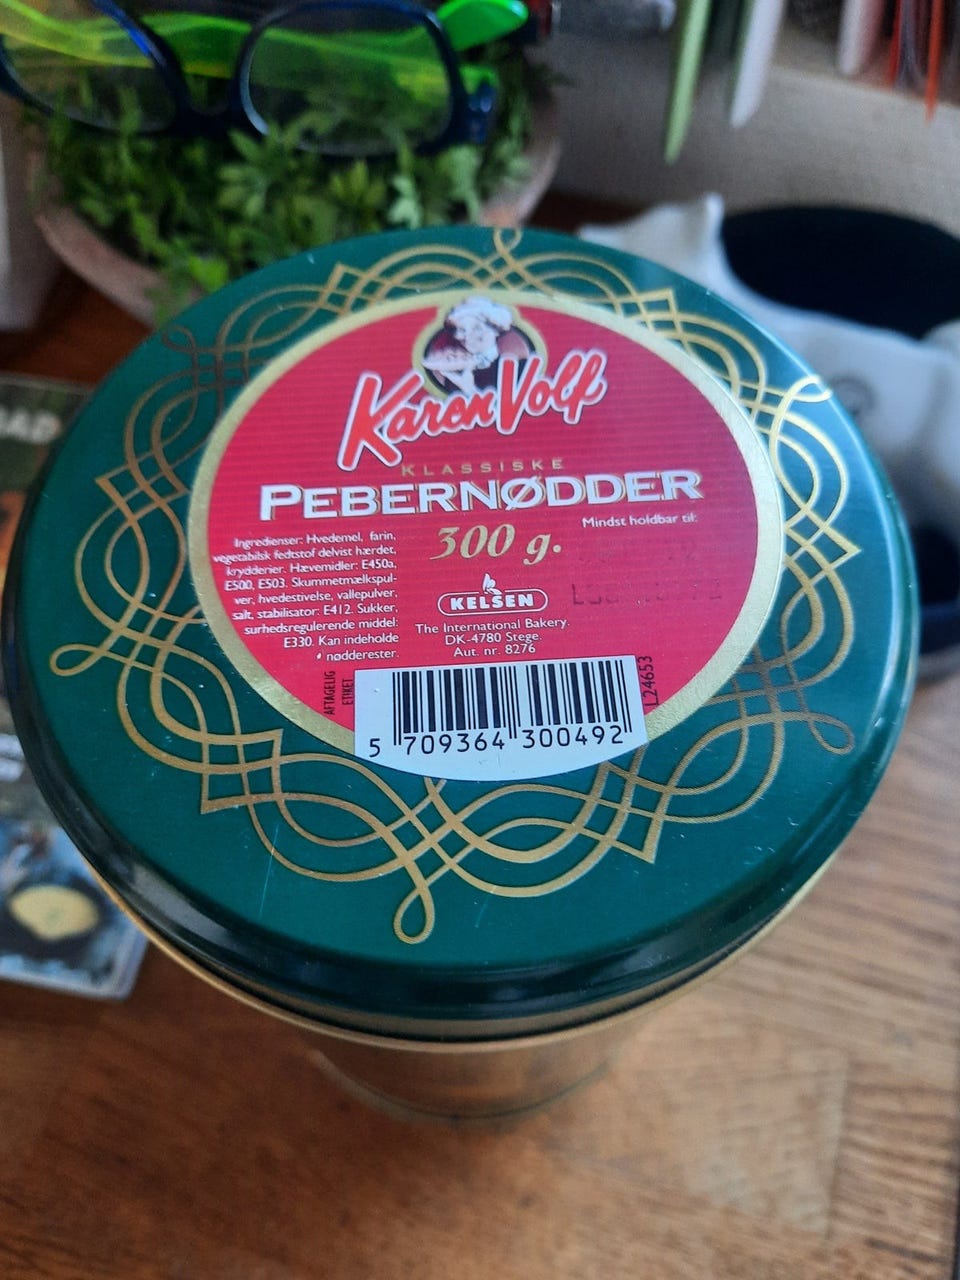 Karen Volf
KLASSISKE
PEBERNØDDER
300 g.
Mindst holdbar til:
Ingredienser: Hvedemel, farin,
vegetabilsk fedtstof delvist hærdet,
krydderier. Hævemidler: E450a,
E500, E503. Skummetmælkspul-
ver, hvedestivelse, vallepulver,
salt, stabilisator: E412. Sukker,
surhedsregulerende middel:
E330. Kan indeholde
nødderester.
KELSEN
The International Bakery.
DK-4780 Stege.
Aut. nr. 8276
AFTAGELIG
ETIKET
L24653
5 709364 300492